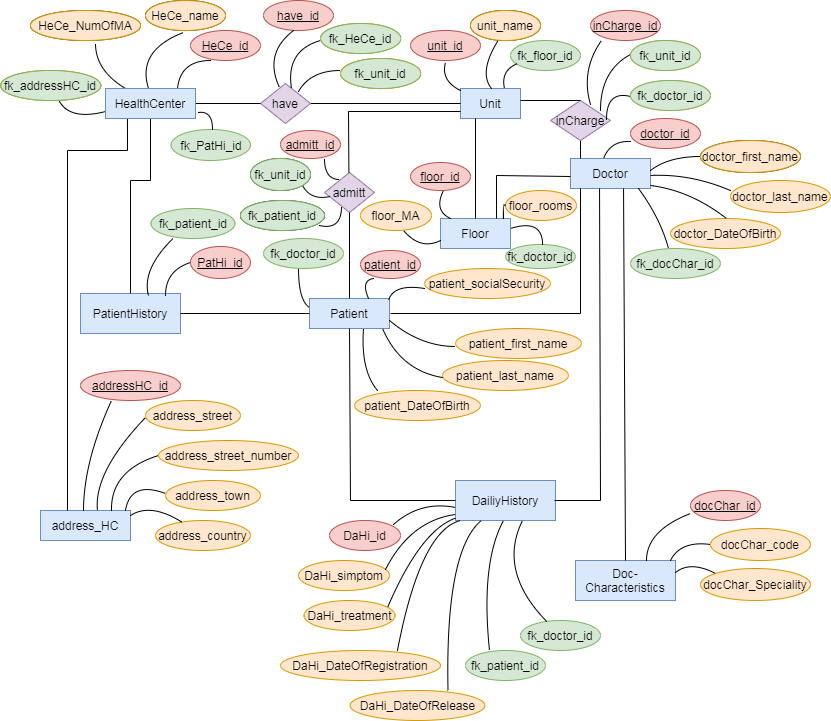 HeCe_NumOfMA
HeCe_name
HeCe_id
fk_addressHC_id
HealthCenter
fk_PatHi_id
have_id
fk_HeCe_id
fk_unit_id
have
unit_id
unit_name
fk_floor_id
Unit
inCharge_id
fk_unit_id
fk_doctor_id
inCharge
admitt_id
fk_unit_id
fk_patient_id
admitt
doctor_id
doctor_first_name
doctor_last_name
doctor_DateOfBirth
fk_docChar_id
Doctor
floor_id
floor_MA
floor_rooms
fk_doctor_id
Floor
fk_patient_id
PatHi_id
PatientHistory
fk_doctor_id
patient_id
patient_socialSecurity
Patient
patient_first_name
patient_last_name
patient_DateOfBirth
addressHC_id
address_street
address_street_number
address_town
address_country
address_HC
DailiyHistory
DaHi_id
DaHi_simptom
DaHi_treatment
DaHi_DateOfRegistration
DaHi_DateOfRelease
fk_patient_id
fk_doctor_id
docChar_id
docChar_code
docChar_Speciality
Doc-
Characteristics